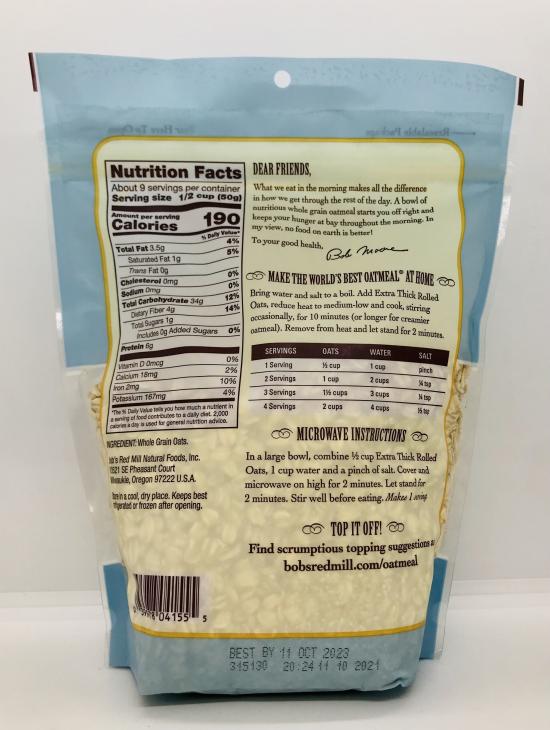 Nutrition Facts
About 9 servings per container
Serving size 1/2 cup (50g)
Amount per serving
Calories 190
% Daily Value*
Total Fat 3.5g 4%
Saturated Fat 1g 5%
Trans Fat 0g
Cholesterol 0mg 0%
Sodium 0mg 0%
Total Carbohydrate 34g 12%
Dietary Fiber 4g 14%
Total Sugars 1g
Includes 0g Added Sugars 0%
Protein 6g
Vitamin D 0mcg 0%
Calcium 18mg 2%
Iron 2mg 10%
Potassium 167mg 4%
*The % Daily Value tells you how much a nutrient in
a serving of food contributes to a daily diet. 2,000
calories a day is used for general nutrition advice.
INGREDIENT: Whole Grain Oats.
Red Mill Natural Foods, Inc.
SE Pheasant Court
Oregon 97222 U.S.A.
in a cool, dry place. Keeps best
or frozen after opening.
04155 5
DEAR FRIENDS,
What we eat in the morning makes all the difference
in how we get through the rest of the day. A bowl of
nutritious whole grain oatmeal starts you off right and
keeps your hunger at bay throughout the morning. In
my view, no food on earth is better!
To your good health,
Bob Moore
MAKE THE WORLD'S BEST OATMEAL® AT HOME
Bring water and salt to a boil. Add Extra Thick Rolled
Oats, reduce heat to medium-low and cook, stirring
occasionally, for 10 minutes (or longer for creamier
oatmeal). Remove from heat and let stand for 2 minutes.
SERVINGS OATS WATER SALT
1 Serving ½ cup 1 cup pinch
2 Servings 1 cup 2 cups ¼ tsp
3 Servings 1½ cups 3 cups ¼ tsp
4 Servings 2 cups 4 cups ½ tsp
MICROWAVE INSTRUCTIONS
In a large bowl, combine ½ cup Extra Thick Rolled
Oats, 1 cup water and a pinch of salt. Cover and
microwave on high for 2 minutes. Let stand for
2 minutes. Stir well before eating. Makes 1 serving
TOP IT OFF!
Find scrumptious topping suggestions
bobsredmill.com/oatmeal
BEST BY 11 OCT 2023
315130 20:24 11 10 2021